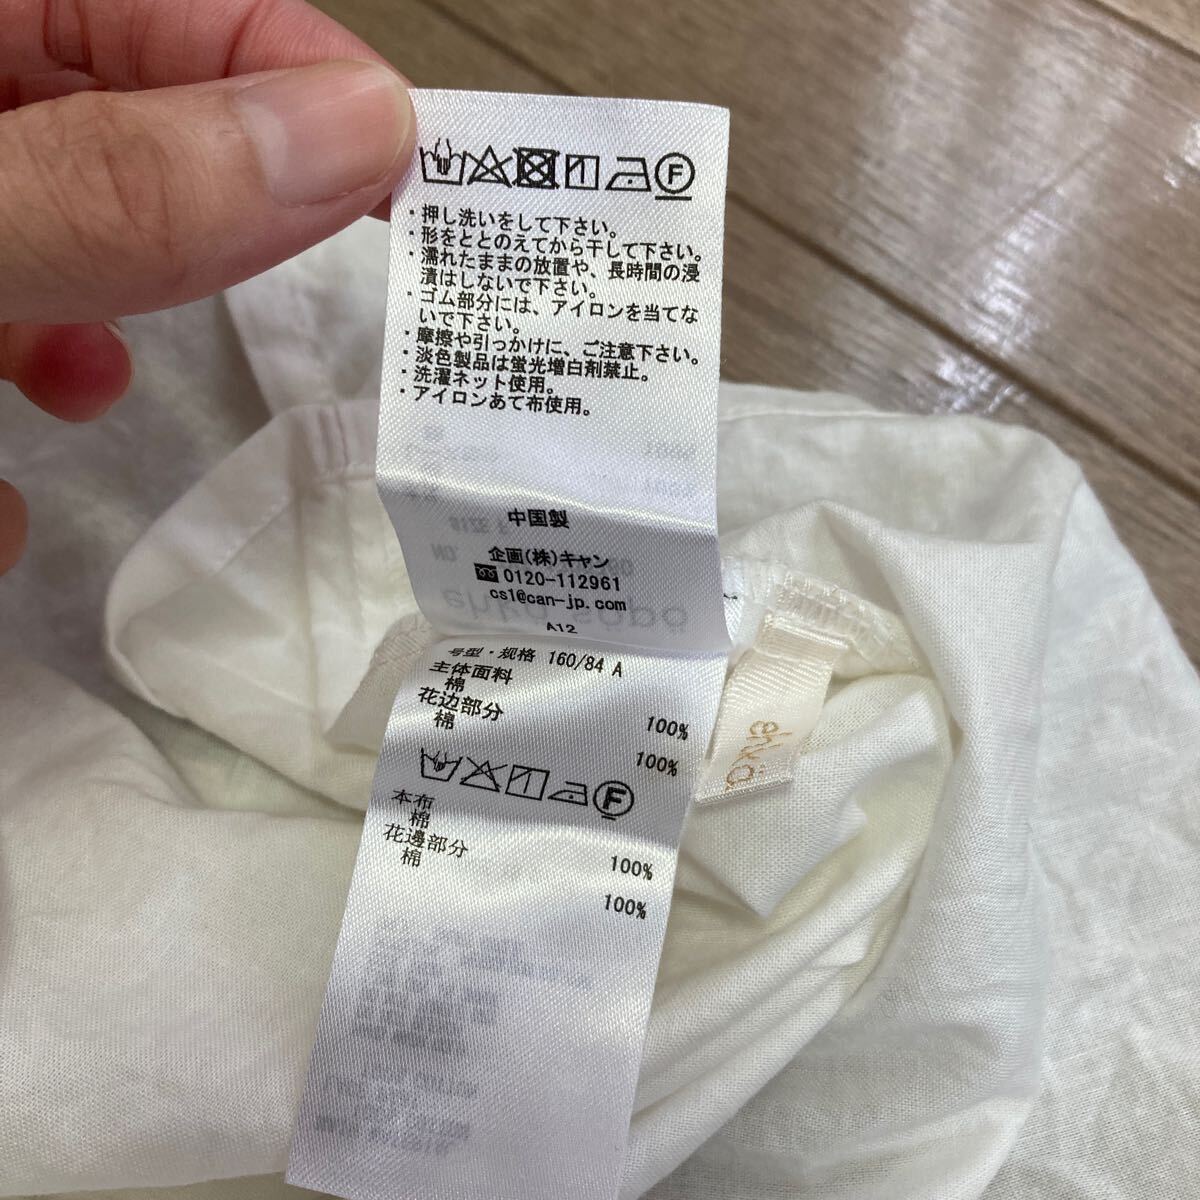 F
・押し洗いをして下さい。
・形をととのえてから干して下さい。
・濡れたままの放置や、長時間の浸
漬はしないで下さい。
・ゴム部分には、アイロンを当てな
いで下さい。
・摩擦や引っかけに、ご注意下さい。
・淡色製品は蛍光増白剤禁止。
・洗濯ネット使用。
・アイロンあて布使用。
中国製
企画(株)キャン
0120-112961
cs1@can-jp.com
A12
号型・规格 160/84 A
主体面料
棉 100%
花边部分
棉 100%
F
本布
棉 100%
花邊部分
棉 100%
ehkä